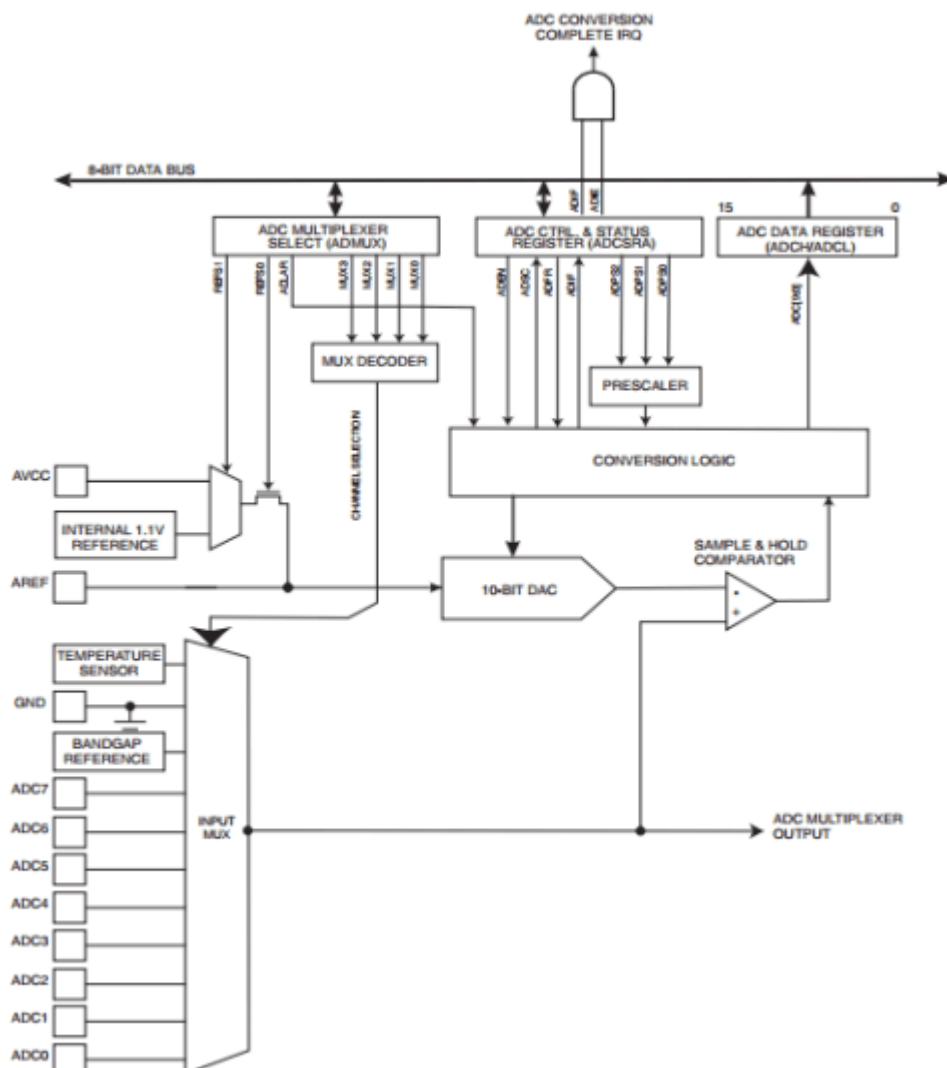 ADC CONVERSION
COMPLETE IRQ
8-BIT DATA BUS
ADIF
ADIE
15
0
ADC MULTIPLEXER
SELECT (ADMUX)
ADC CTRL. & STATUS
REGISTER (ADCSRA)
ADC DATA REGISTER
(ADCH/ADCL)
REFS1
REFS0
ADLAR
MUX3
MUX2
MUX1
MUX0
ADEN
ADSC
ADFR
ADIF
ADPS2
ADPS1
ADPS0
ADC[9:0]
MUX DECODER
PRESCALER
CHANNEL SELECTION
CONVERSION LOGIC
AVCC
INTERNAL 1.1V
REFERENCE
AREF
SAMPLE & HOLD
COMPARATOR
10-BIT DAC
-
+
TEMPERATURE
SENSOR
GND
BANDGAP
REFERENCE
ADC7
ADC6
ADC5
ADC4
ADC3
ADC2
ADC1
ADC0
INPUT
MUX
ADC MULTIPLEXER
OUTPUT